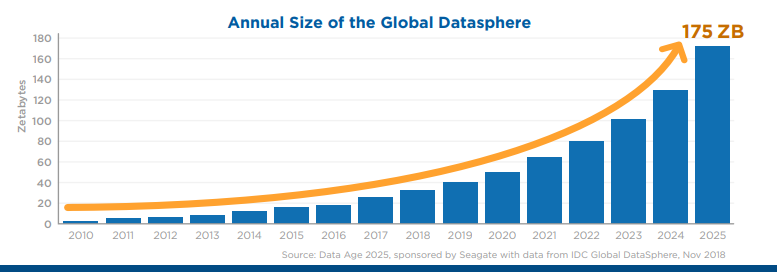 Annual Size of the Global Datasphere
175 ZB
Zetabytes
180
160
140
120
100
80
60
40
20
0
2010 2011 2012 2013 2014 2015 2016 2017 2018 2019 2020 2021 2022 2023 2024 2025
Source: Data Age 2025, sponsored by Seagate with data from IDC Global DataSphere, Nov 2018